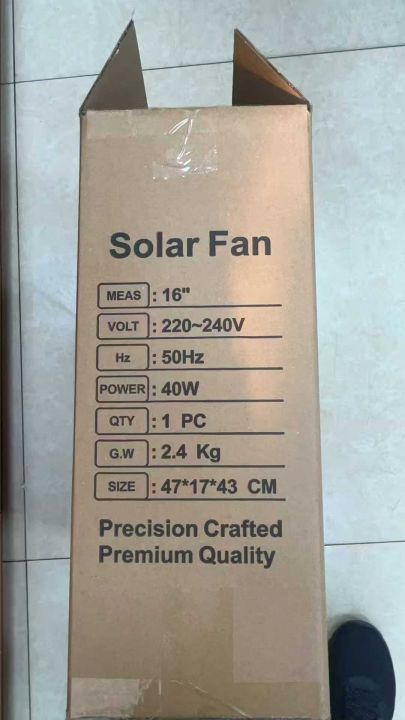 Solar Fan
MEAS : 16"
VOLT : 220~240V
Hz : 50Hz
POWER : 40W
QTY : 1 PC
G.W : 2.4 Kg
SIZE : 47*17*43 CM
Precision Crafted
Premium Quality